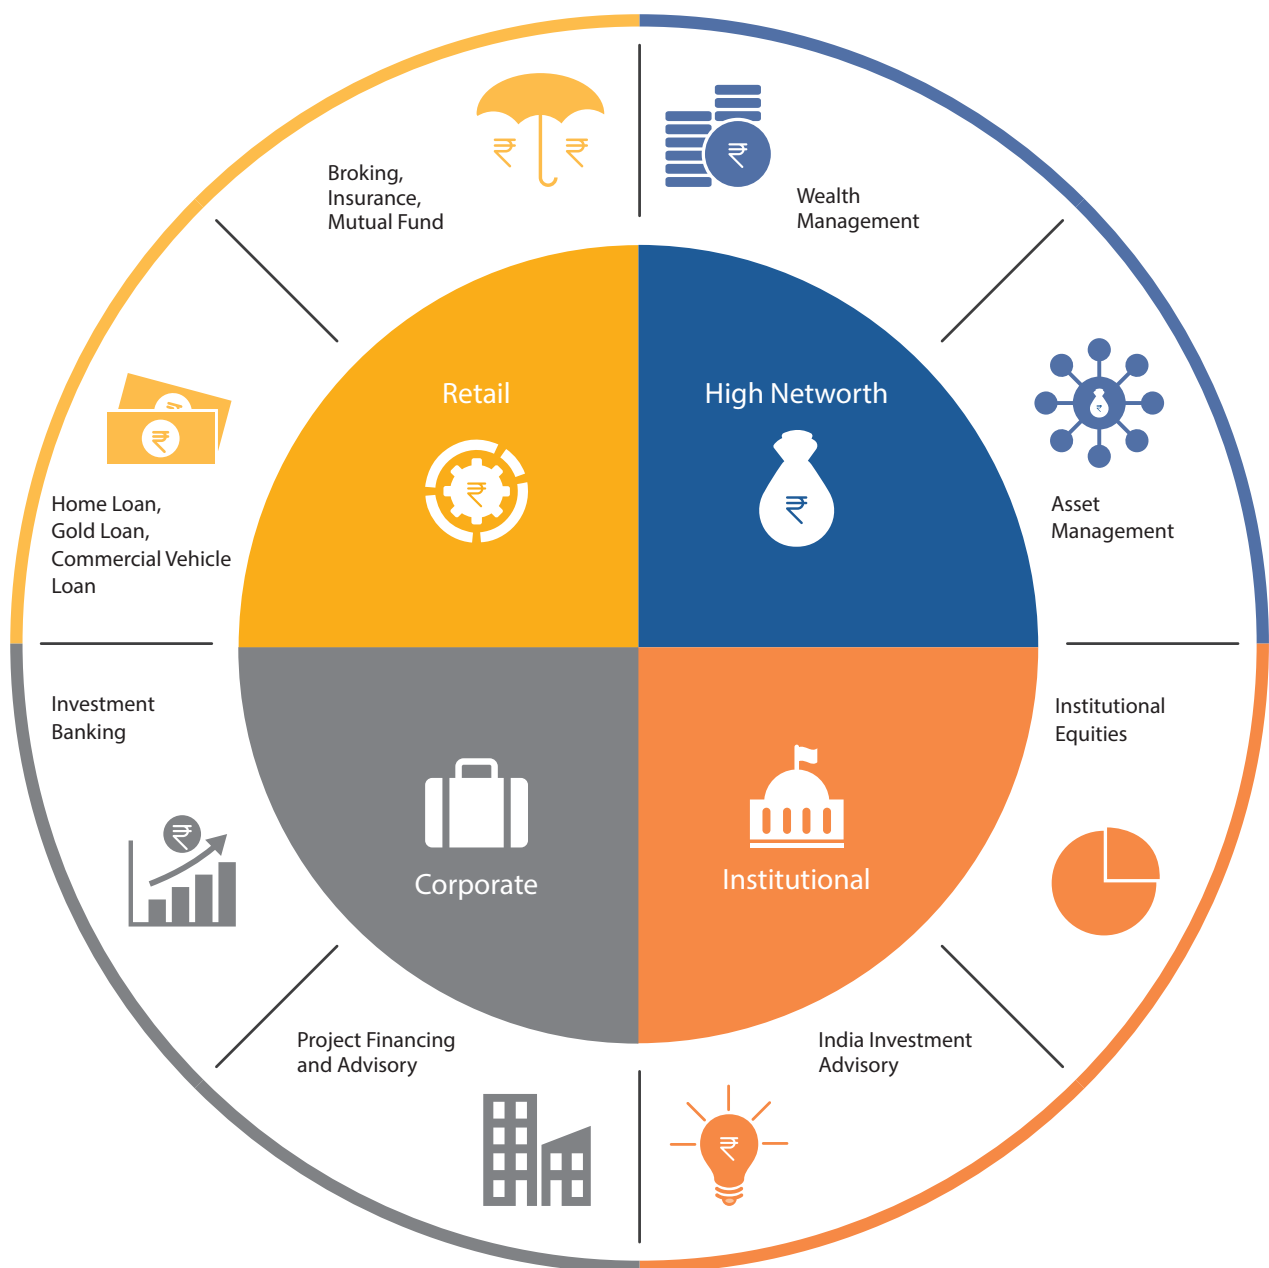 Broking,
Insurance,
Mutual Fund
₹ ₹
₹
Wealth
Management
Retail
₹
High Networth
₹
₹
₹
Home Loan,
Gold Loan,
Commercial Vehicle
Loan
₹
Asset
Management
Investment
Banking
₹
Institutional
Equities
Corporate
Institutional
Project Financing
and Advisory
India Investment
Advisory
₹